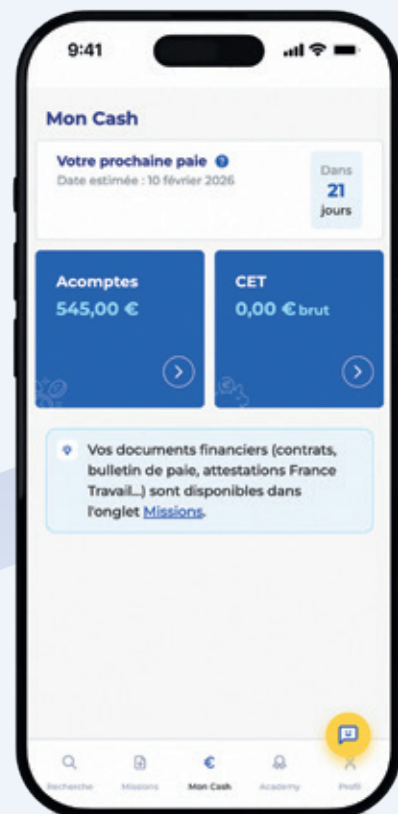 9:41
Mon Cash
Votre prochaine paie ?
Date estimée : 10 février 2026
Dans
21
jours
Acomptes
545,00 €
CET
0,00 € brut
Vos documents financiers (contrats,
bulletin de paie, attestations France
Travail...) sont disponibles dans
l'onglet Missions.
Recherche
Missions
€
Mon Cash
Academy
Profil